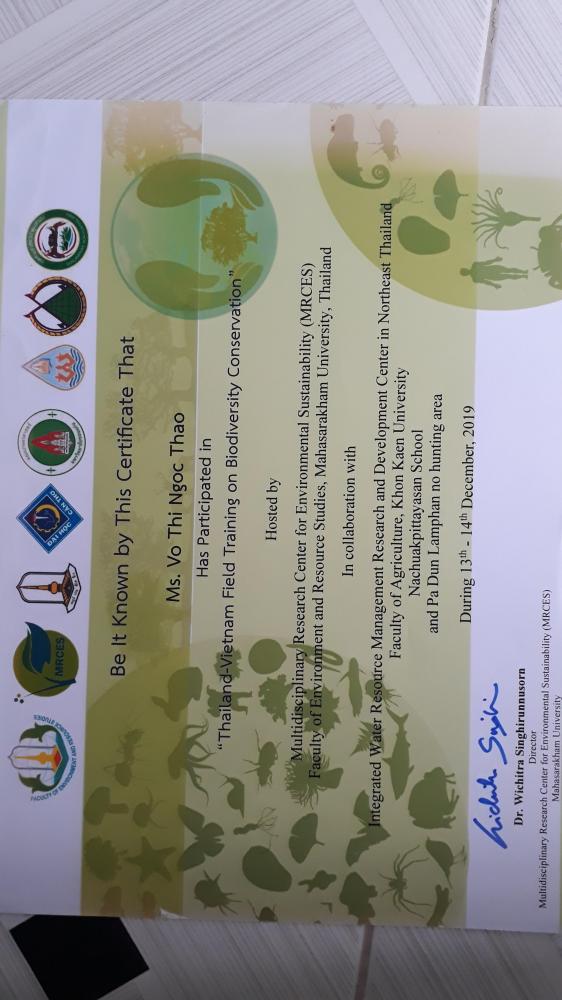 FACULTY OF ENVIRONMENT AND RESOURCE STUDIES
MRCES
ĐẠI HỌC
CẦN THƠ
Be It Known by This Certificate That
Ms. Vo Thi Ngoc Thao
Has Participated in
“Thailand-Vietnam Field Training on Biodiversity Conservation”
Hosted by
Multidisciplinary Research Center for Environmental Sustainability (MRCES)
Faculty of Environment and Resource Studies, Mahasarakham University, Thailand
In collaboration with
Integrated Water Resource Management Research and Development Center in Northeast Thailand
Faculty of Agriculture, Khon Kaen University
Nachuakpittayasan School
and Pa Dun Lamphan no hunting area
During 13th - 14th December, 2019
Dr. Wichitra Singhirunnusorn
Director
Multidisciplinary Research Center for Environmental Sustainability (MRCES)
Mahasarakham University